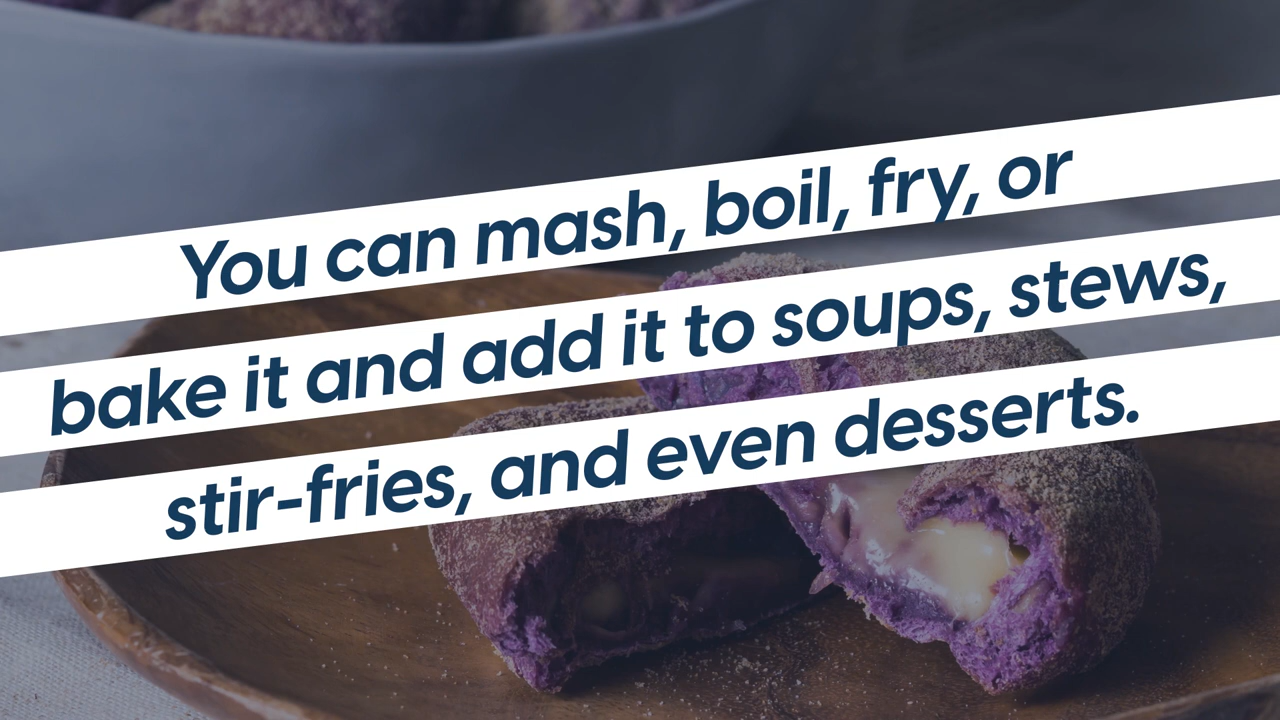 You can mash, boil, fry, or
bake it and add it to soups, stews,
stir-fries, and even desserts.